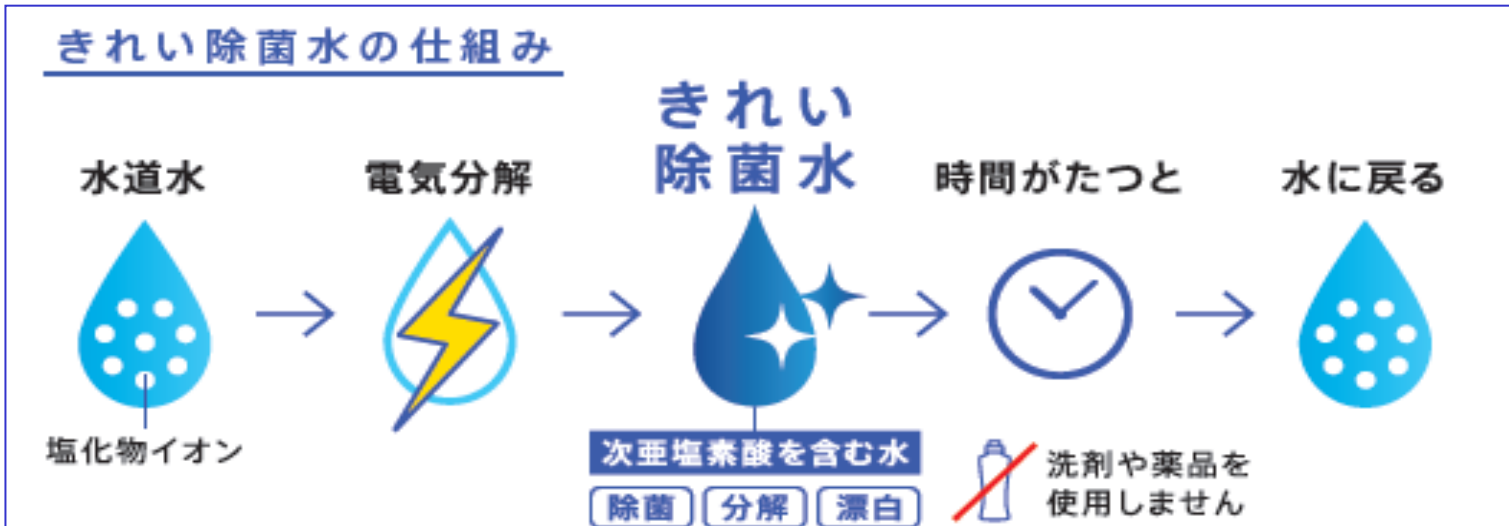 きれい除菌水の仕組み
水道水
電気分解
きれい
除菌水
時間がたつと
水に戻る
塩化物イオン
次亜塩素酸を含む水
除菌 分解 漂白
洗剤や薬品を
使用しません